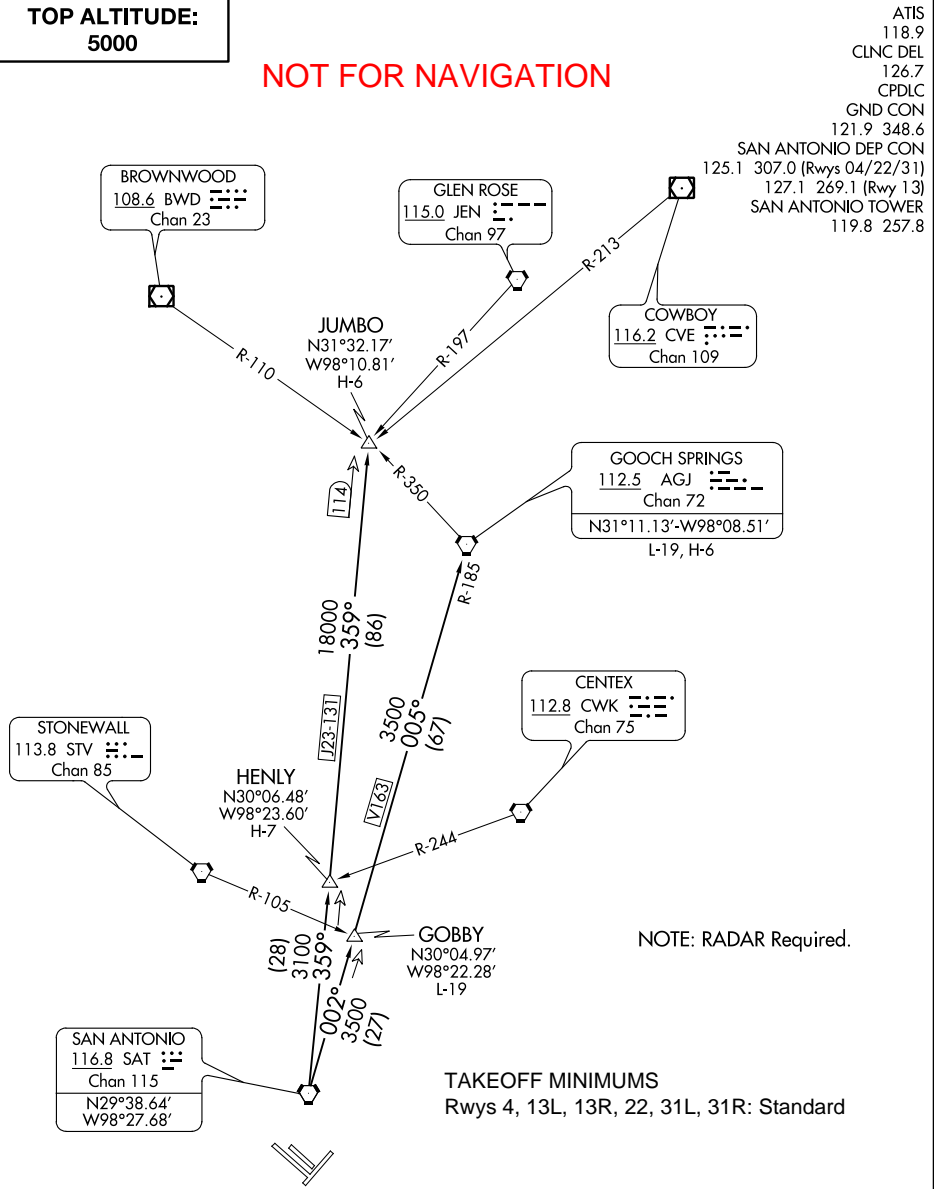 TOP ALTITUDE:
5000
NOT FOR NAVIGATION
ATIS
118.9
CLNC DEL
126.7
CPDLC
GND CON
121.9 348.6
SAN ANTONIO DEP CON
125.1 307.0 (Rwys 04/22/31)
127.1 269.1 (Rwy 13)
SAN ANTONIO TOWER
119.8 257.8
BROWNWOOD
108.6 BWD
Chan 23
GLEN ROSE
115.0 JEN
Chan 97
R-213
COWBOY
116.2 CVE
Chan 109
JUMBO
N31°32.17'
W98°10.81'
H-6
R-110
R-197
GOOCH SPRINGS
112.5 AGJ
Chan 72
N31°11.13'-W98°08.51'
L-19, H-6
114
R-350
R-185
18000
359°
(86)
J23-131
3500
005°
(67)
V163
CENTEX
112.8 CWK
Chan 75
STONEWALL
113.8 STV
Chan 85
HENLY
N30°06.48'
W98°23.60'
H-7
R-244
R-105
GOBBY
N30°04.97'
W98°22.28'
L-19
NOTE: RADAR Required.
(28)
3100
359°
002°
3500
(27)
SAN ANTONIO
116.8 SAT
Chan 115
N29°38.64'
W98°27.68'
TAKEOFF MINIMUMS
Rwys 4, 13L, 13R, 22, 31L, 31R: Standard